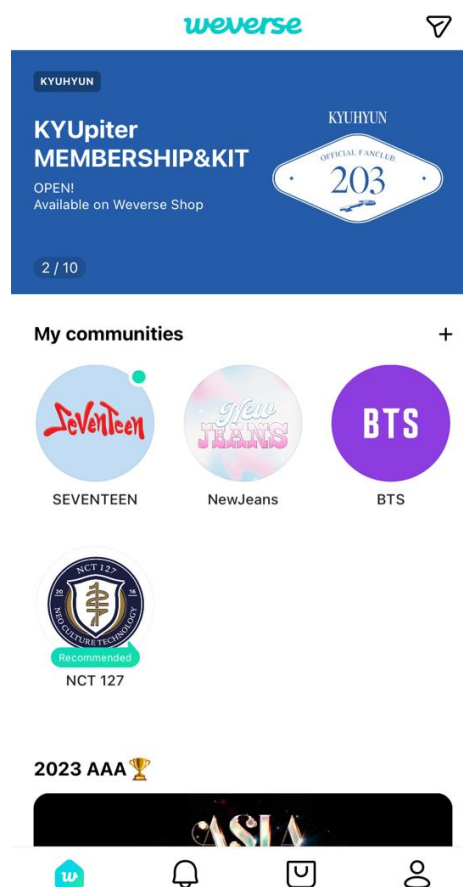 weverse
KYUHYUN
KYUpiter
MEMBERSHIP&KIT
OPEN!
Available on Weverse Shop
2 / 10
KYUHYUN
OFFICIAL FANCLUB
203
My communities
+
SEVENTEEN
SEVENTEEN
New
JEANS
NewJeans
BTS
BTS
NCT 127
20 16
NEO CULTURE TECHNOLOGY
Recommended
NCT 127
2023 AAA🏆
ASIA
w